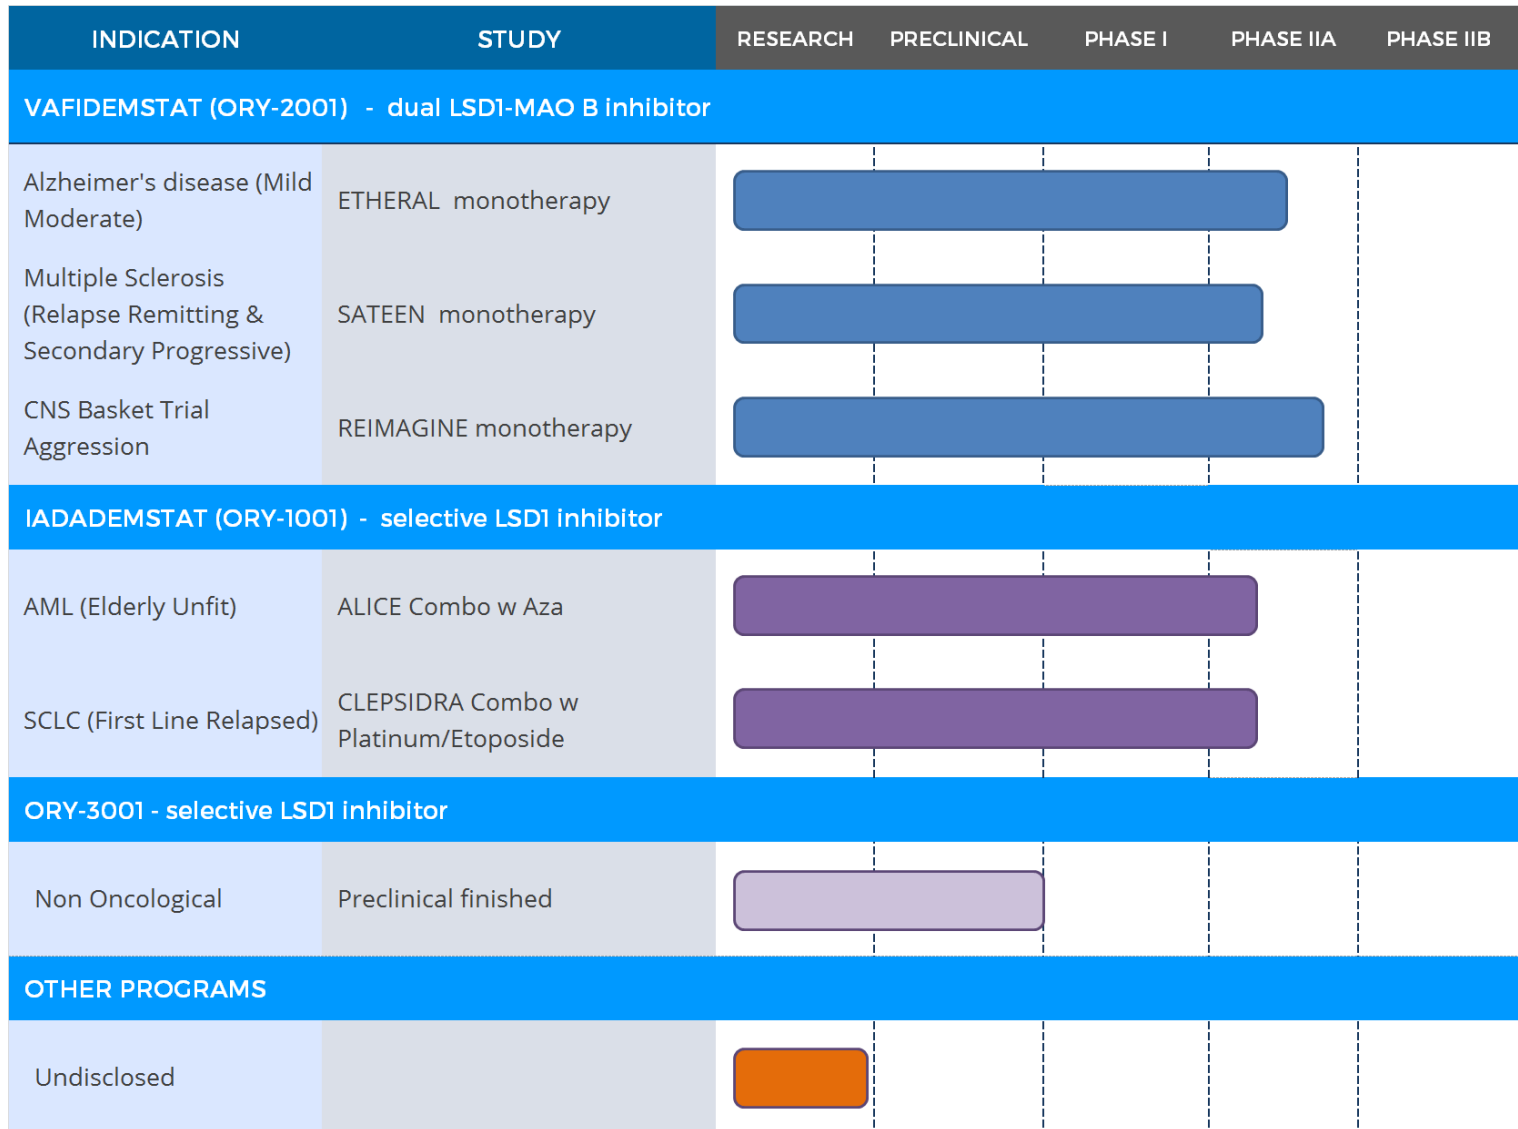 INDICATION STUDY RESEARCH PRECLINICAL PHASE I PHASE IIA PHASE IIB
VAFIDEMSTAT (ORY-2001) - dual LSD1-MAO B inhibitor
Alzheimer's disease (Mild
Moderate)
ETHERAL monotherapy
Multiple Sclerosis
(Relapse Remitting &
Secondary Progressive)
SATEEN monotherapy
CNS Basket Trial
Aggression
REIMAGINE monotherapy
IADADEMSTAT (ORY-1001) - selective LSD1 inhibitor
AML (Elderly Unfit)
ALICE Combo w Aza
SCLC (First Line Relapsed)
CLEPSIDRA Combo w
Platinum/Etoposide
ORY-3001 - selective LSD1 inhibitor
Non Oncological
Preclinical finished
OTHER PROGRAMS
Undisclosed